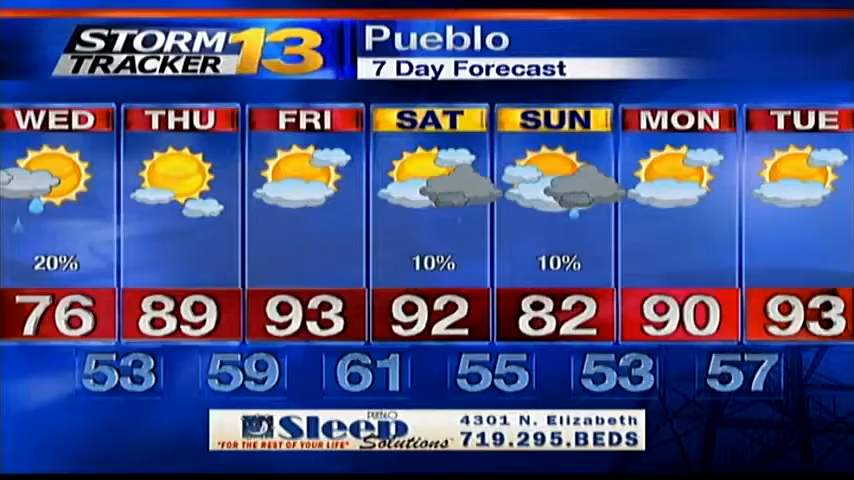 STORM
TRACKER 13
Pueblo
7 Day Forecast
WED THU FRI SAT SUN MON TUE
20% 10% 10%
76 89 93 92 82 90 93
53 59 61 55 53 57
PUEBLO
Sleep
Solutions
"FOR THE REST OF YOUR LIFE"
4301 N. Elizabeth
719.295.BEDS